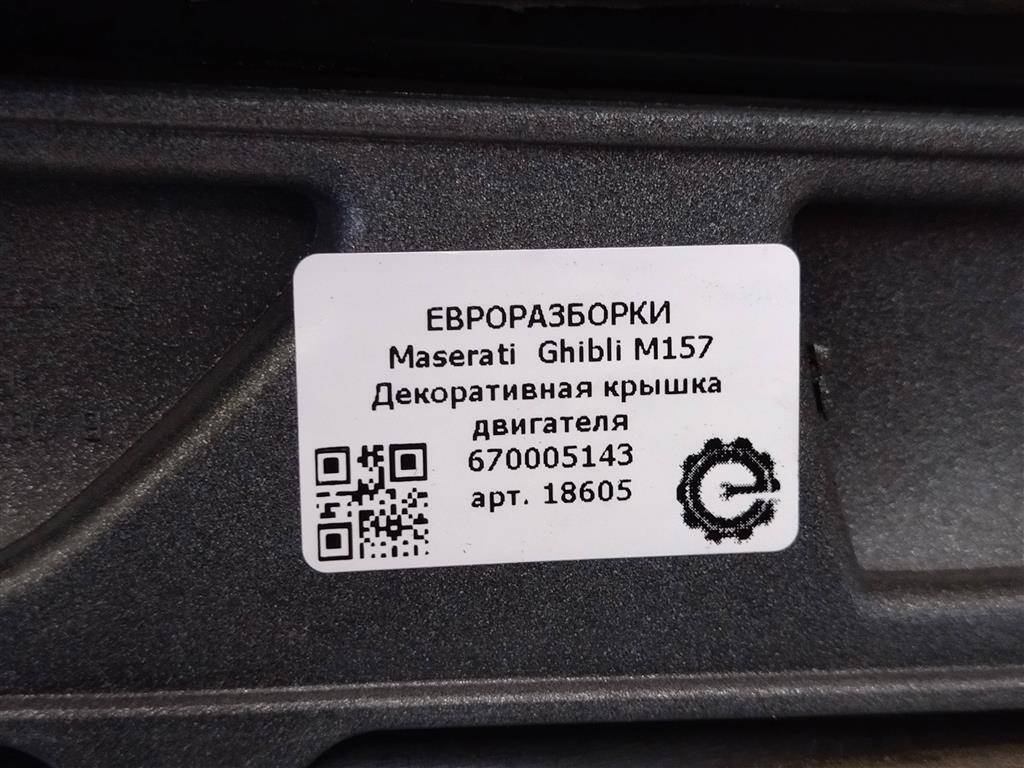 ЕВРОРАЗБОРКИ
Maserati Ghibli M157
Декоративная крышка
двигателя
670005143
арт. 18605